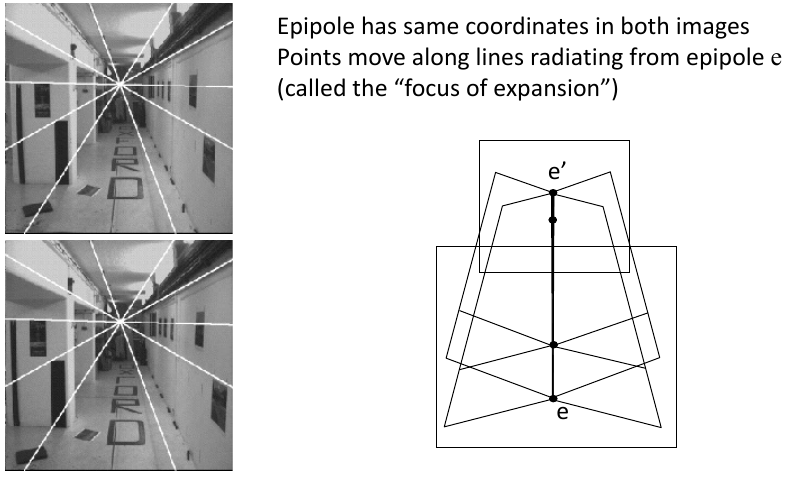 Epipole has same coordinates in both images
Points move along lines radiating from epipole e
(called the “focus of expansion”)
e’
e